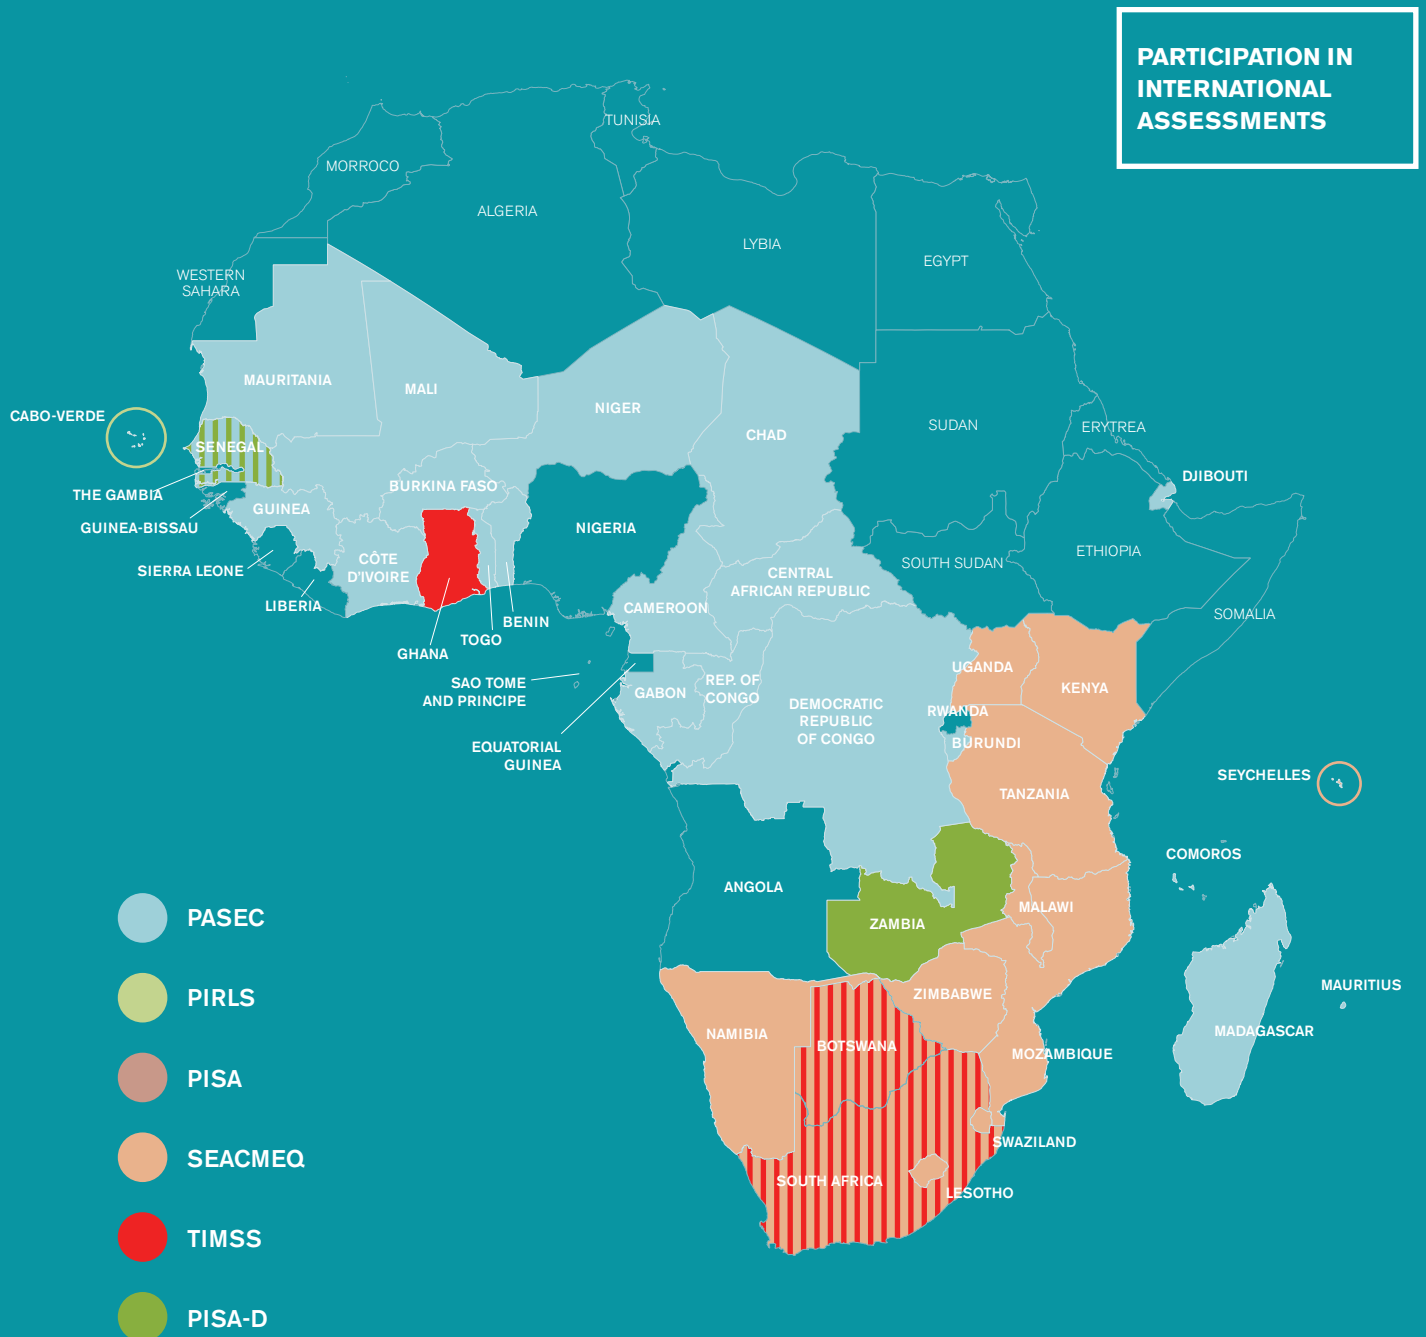 PARTICIPATION IN
INTERNATIONAL
ASSESSMENTS
TUNISIA
MORROCO
ALGERIA
LYBIA
EGYPT
WESTERN
SAHARA
MAURITANIA
MALI
NIGER
CHAD
SUDAN
ERYTREA
CABO-VERDE
SENEGAL
DJIBOUTI
THE GAMBIA
BURKINA FASO
GUINEA
GUINEA-BISSAU
NIGERIA
ETHIOPIA
CÔTE
D'IVOIRE
SOUTH SUDAN
SIERRA LEONE
CENTRAL
AFRICAN REPUBLIC
LIBERIA
CAMEROON
SOMALIA
BENIN
TOGO
GHANA
UGANDA
SAO TOME
AND PRINCIPE
GABON
REP. OF
CONGO
KENYA
DEMOCRATIC
REPUBLIC
OF CONGO
RWANDA
BURUNDI
EQUATORIAL
GUINEA
SEYCHELLES
TANZANIA
COMOROS
ANGOLA
MALAWI
ZAMBIA
MAURITIUS
ZIMBABWE
MADAGASCAR
NAMIBIA
BOTSWANA
MOZAMBIQUE
SWAZILAND
SOUTH AFRICA
LESOTHO
PASEC
PIRLS
PISA
SEACMEQ
TIMSS
PISA-D